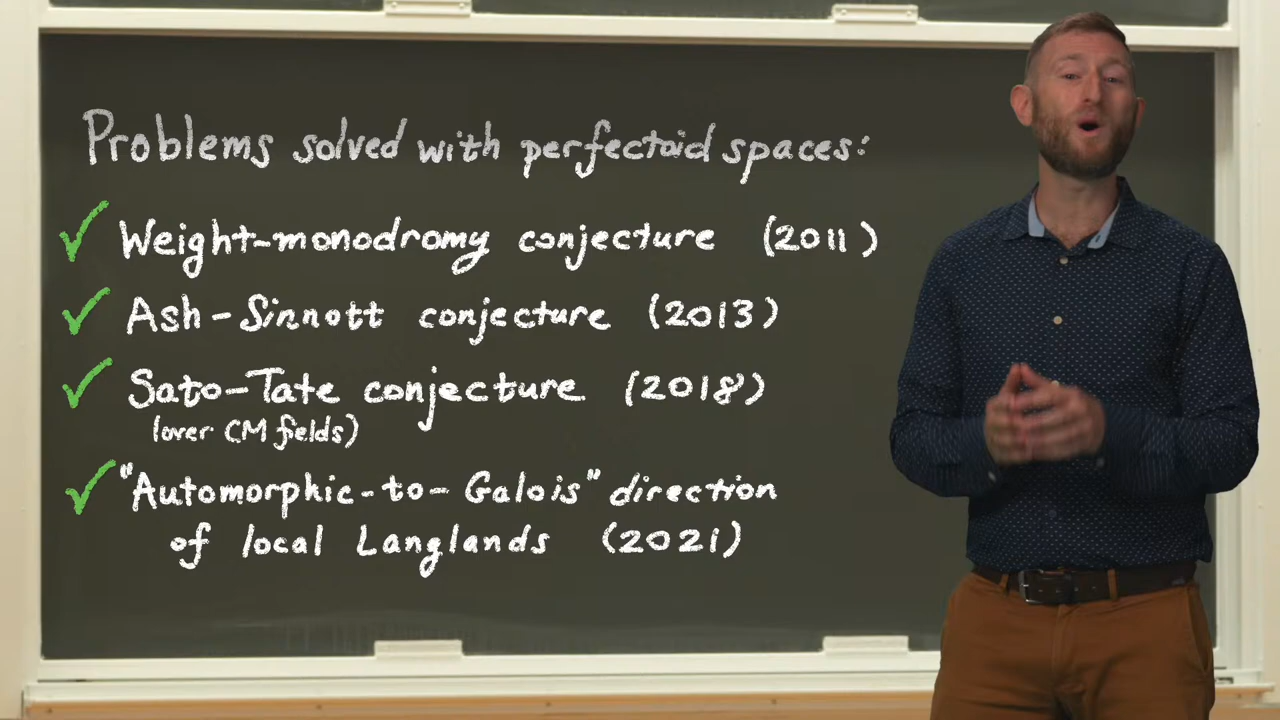 Problems solved with perfectoid spaces:
Weight-monodromy conjecture (2011)
Ash-Sinnott conjecture (2013)
Sato-Tate conjecture (2018)
(over CM fields)
"Automorphic-to-Galois" direction
of local Langlands (2021)